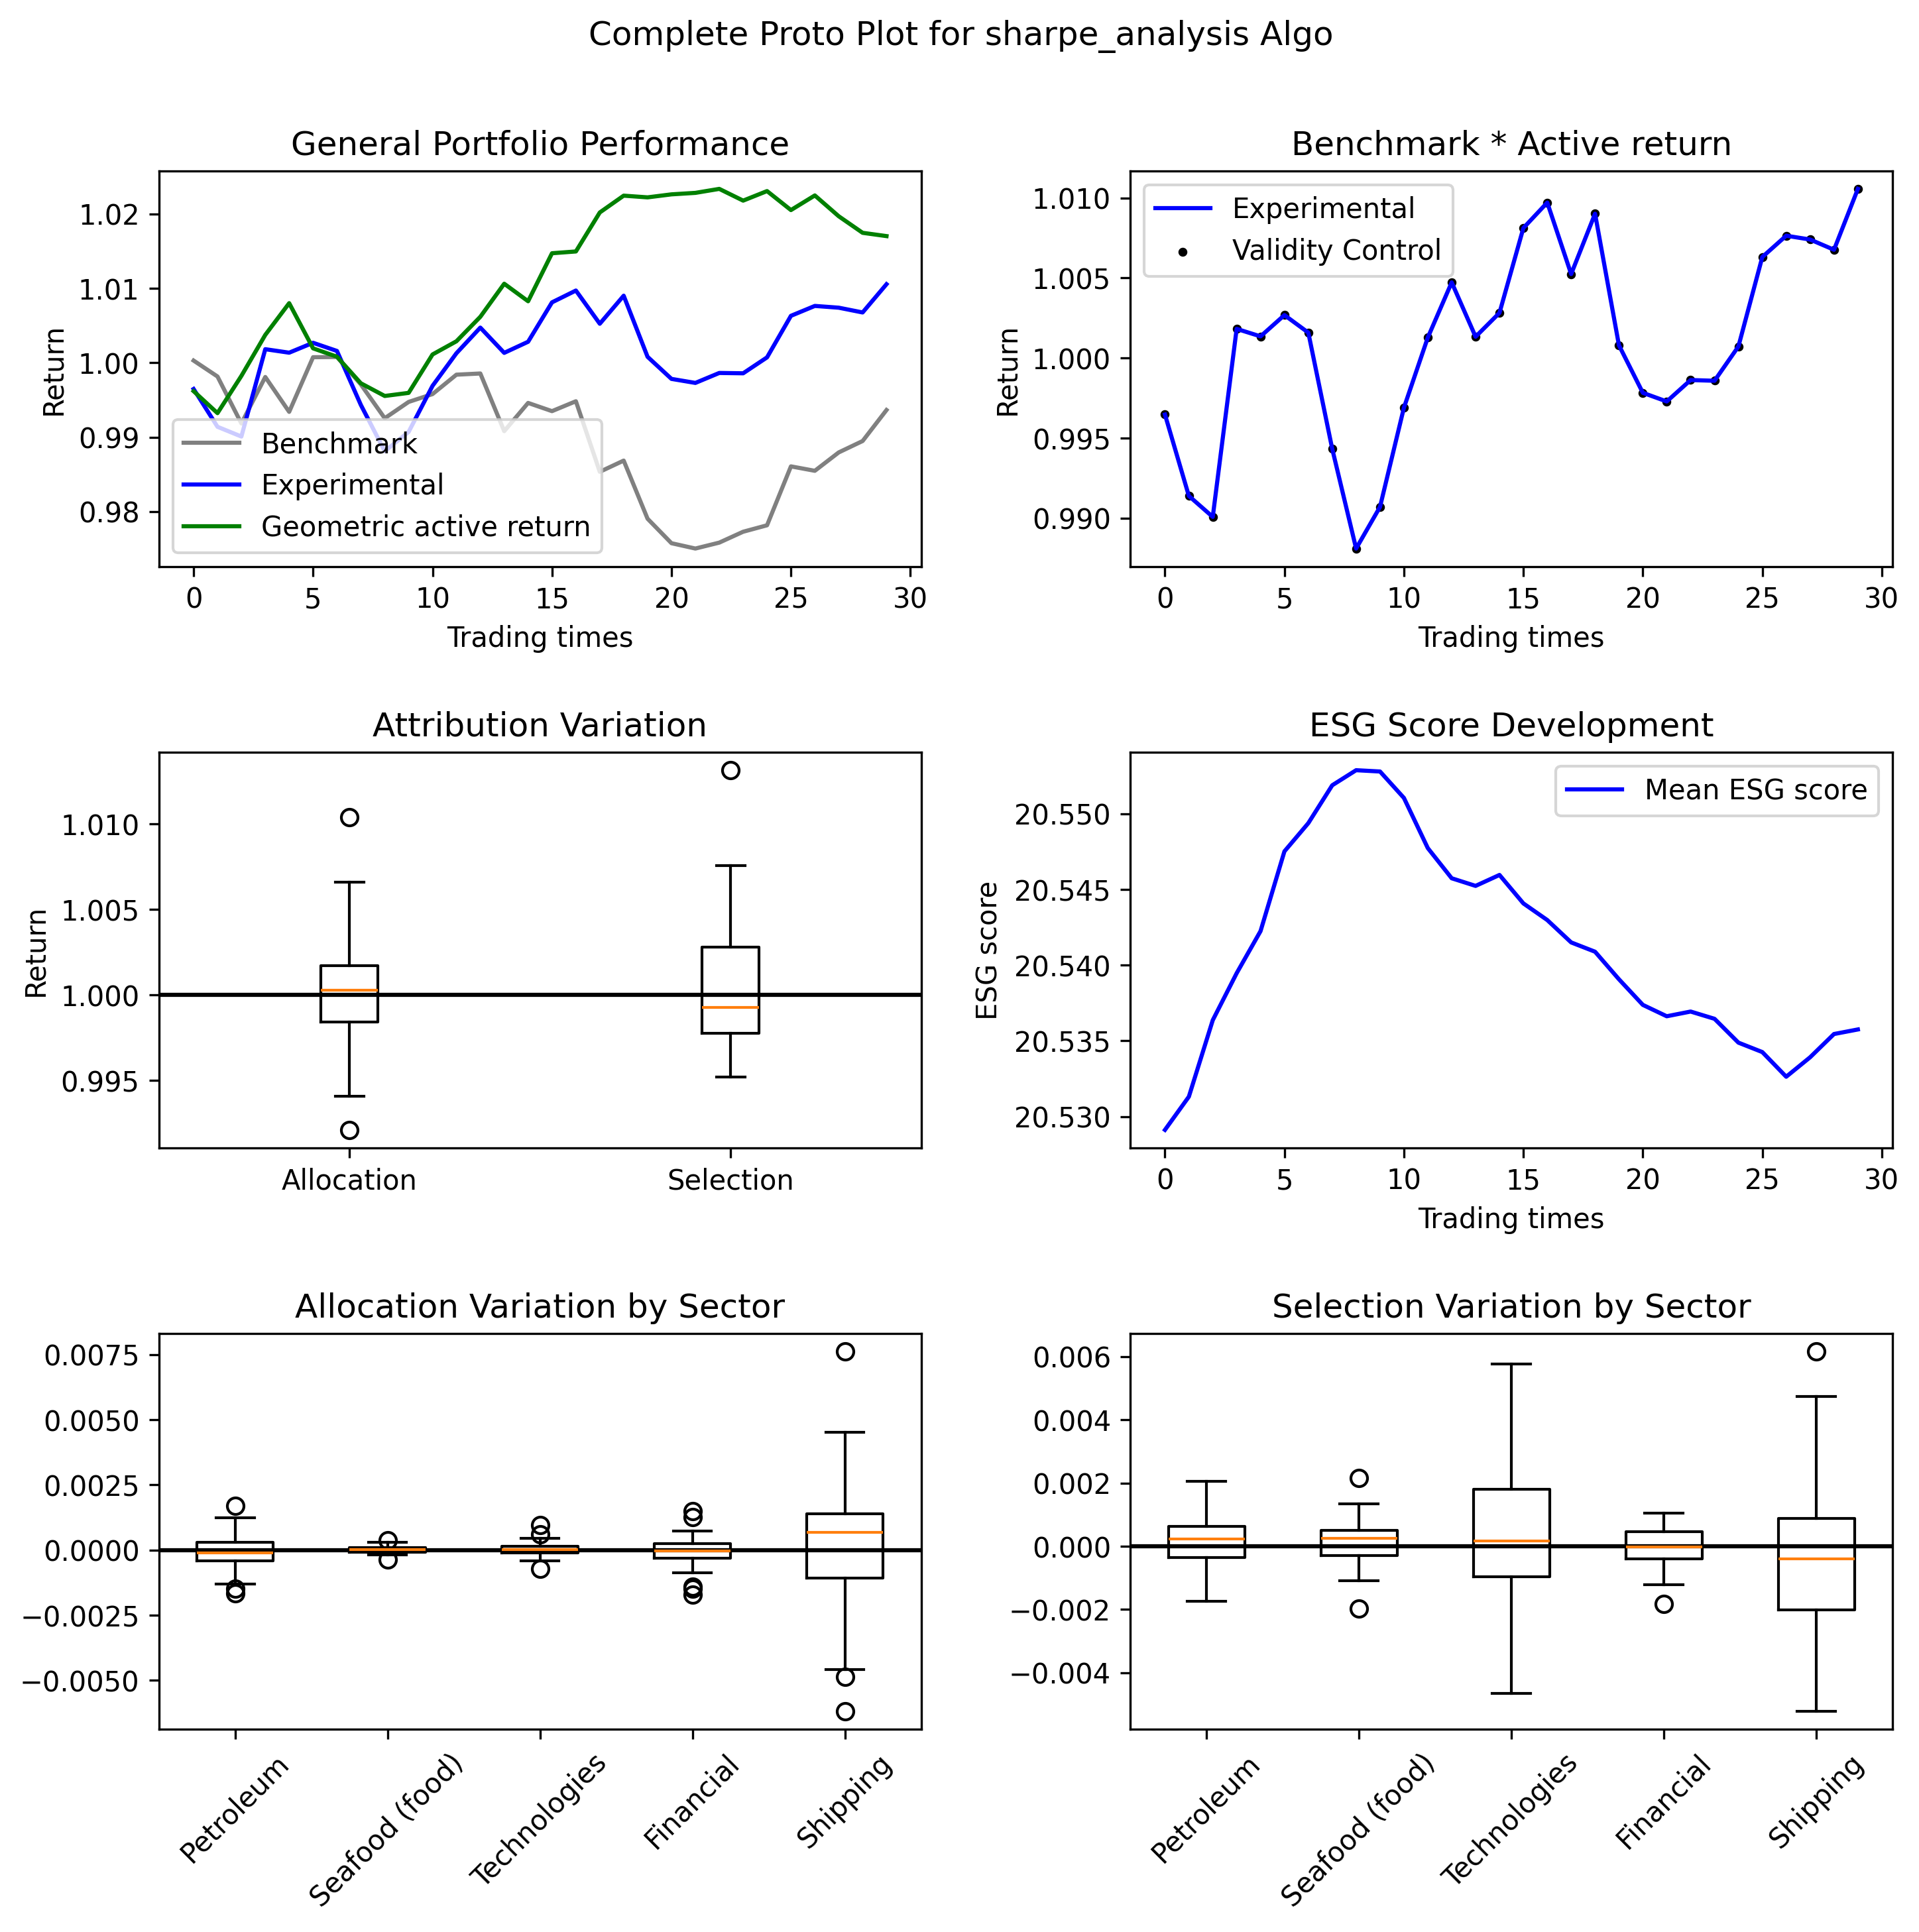 Complete Proto Plot for sharpe_analysis Algo
General Portfolio Performance
Return
1.02
1.01
1.00
0.99
0.98
Benchmark
Experimental
Geometric active return
0 5 10 15 20 25 30
Trading times
Benchmark * Active return
Return
1.010
1.005
1.000
0.995
0.990
Experimental
Validity Control
0 5 10 15 20 25 30
Trading times
Attribution Variation
Return
1.010
1.005
1.000
0.995
Allocation Selection
ESG Score Development
ESG score
20.550
20.545
20.540
20.535
20.530
Mean ESG score
0 5 10 15 20 25 30
Trading times
Allocation Variation by Sector
0.0075
0.0050
0.0025
0.0000
−0.0025
−0.0050
Petroleum
Seafood (food)
Technologies
Financial
Shipping
Selection Variation by Sector
0.006
0.004
0.002
0.000
−0.002
−0.004
Petroleum
Seafood (food)
Technologies
Financial
Shipping